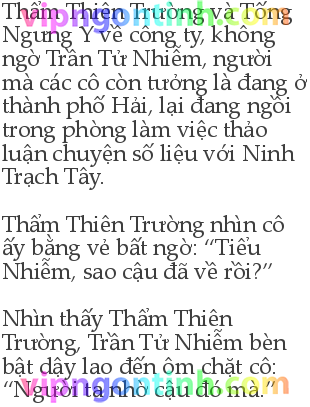 Thẩm Thiên Trường và Tống
vipngontinh.com
Ngưng Ý về công ty, không
ngờ Trần Tử Nhiễm, người
mà các cô còn tưởng là đang ở
thành phố Hải, lại đang ngồi
trong phòng làm việc thảo
luận chuyện số liệu với Ninh
Trạch Tây.
Thẩm Thiên Trường nhìn cô
ấy bằng vẻ bất ngờ: “Tiểu
Nhiễm, sao cậu đã về rồi?”
Nhìn thấy Thẩm Thiên
Trường, Trần Tử Nhiễm bèn
bật dậy lao đến ôm chặt cô:
“Người ta nhớ cậu đó mà.”
vipngontinh.com